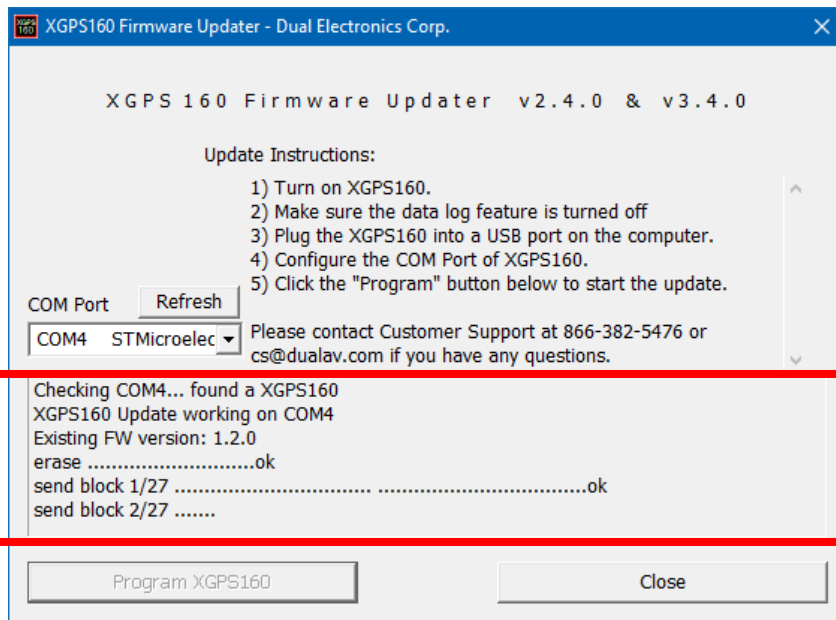 XGPS 160
XGPS160 Firmware Updater - Dual Electronics Corp.
XGPS 160 Firmware Updater v2.4.0 & v3.4.0
Update Instructions:
1) Turn on XGPS160.
2) Make sure the data log feature is turned off
3) Plug the XGPS160 into a USB port on the computer.
4) Configure the COM Port of XGPS160.
5) Click the "Program" button below to start the update.
COM Port
Refresh
COM4 STMicroelec
Please contact Customer Support at 866-382-5476 or
cs@dualav.com if you have any questions.
Checking COM4... found a XGPS160
XGPS160 Update working on COM4
Existing FW version: 1.2.0
erase ............................ok
send block 1/27 ................................. ...................................ok
send block 2/27 .......
Program XGPS160
Close